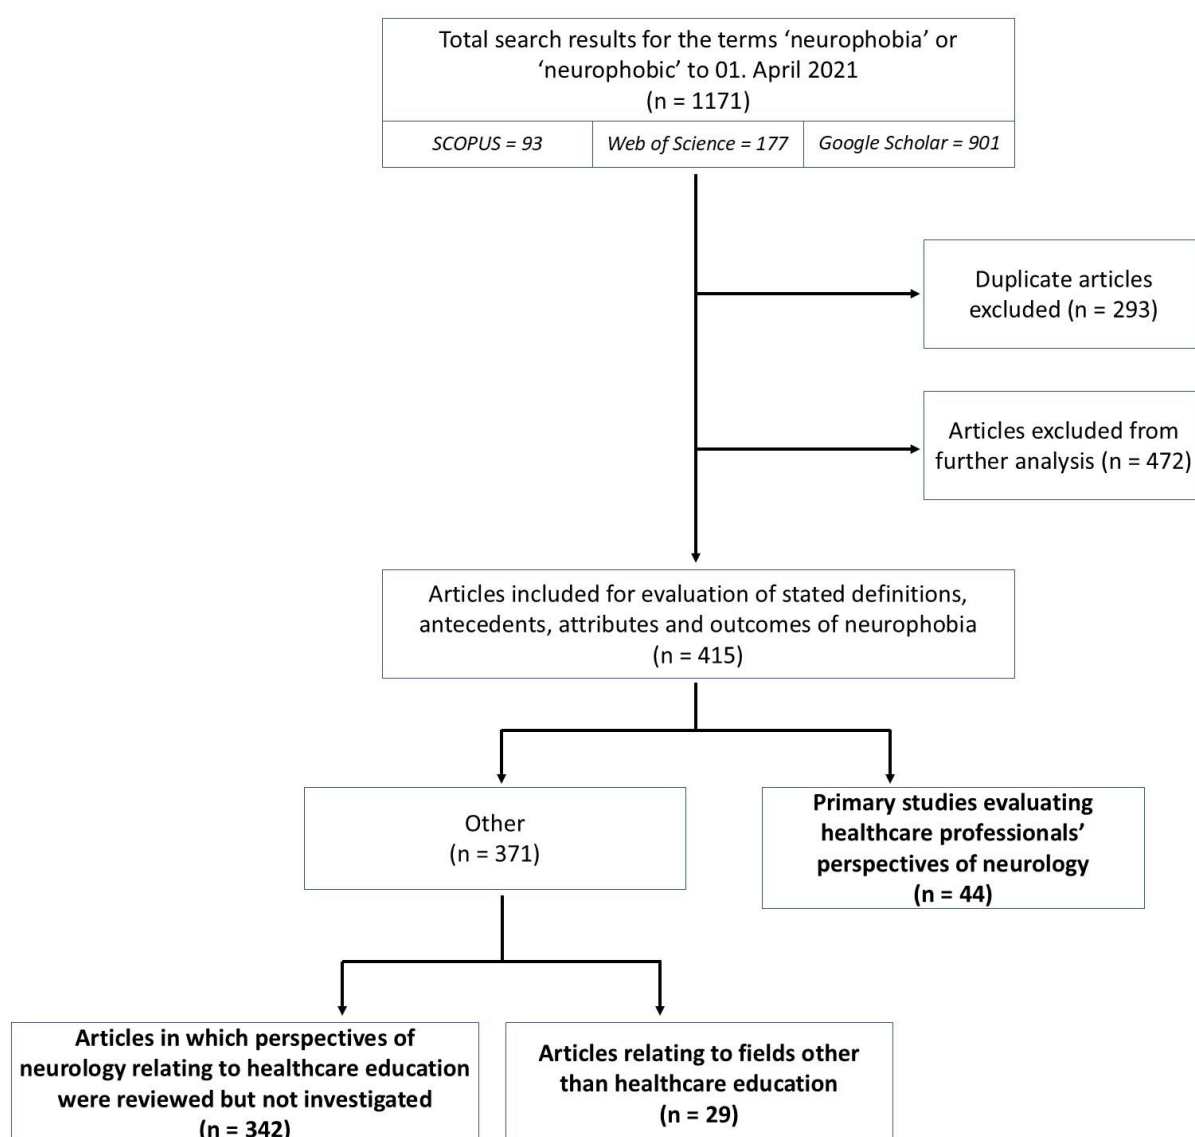 Total search results for the terms ‘neurophobia’ or
‘neurophobic’ to 01. April 2021
(n = 1171)
SCOPUS = 93
Web of Science = 177
Google Scholar = 901
Duplicate articles
excluded (n = 293)
Articles excluded from
further analysis (n = 472)
Articles included for evaluation of stated definitions,
antecedents, attributes and outcomes of neurophobia
(n = 415)
Other
(n = 371)
Primary studies evaluating
healthcare professionals’
perspectives of neurology
(n = 44)
Articles in which perspectives of
neurology relating to healthcare education
were reviewed but not investigated
(n = 342)
Articles relating to fields other
than healthcare education
(n = 29)